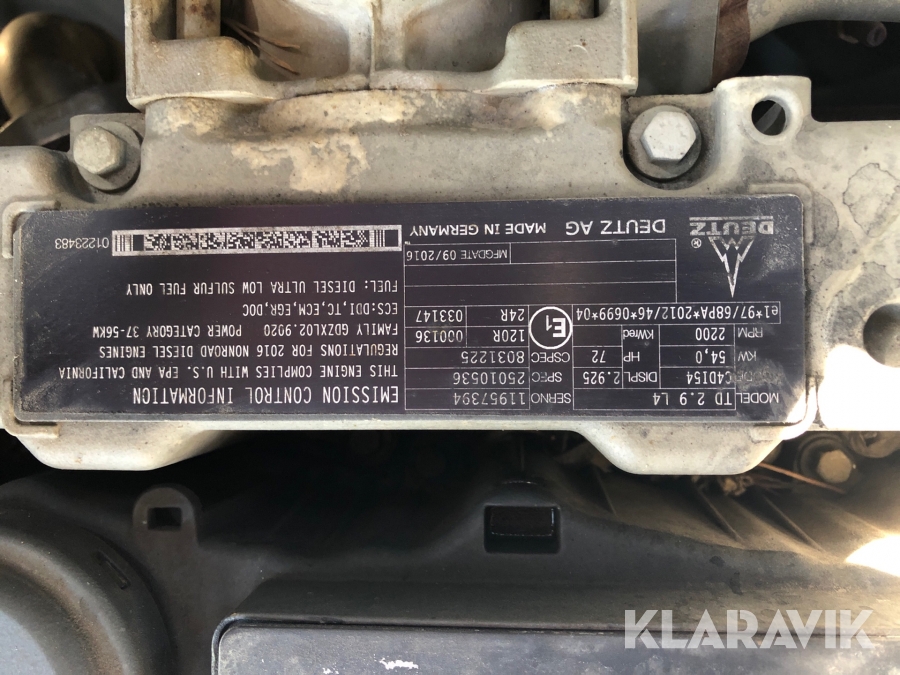 DEUTZ®
DEUTZ AG MADE IN GERMANY
01223483
MFGDATE 09/2016
e1*97/68PA*2012/46*0699*04
RPM 2200 kWred
kW 54,0 HP 72
C4DI54 DISPL 2.925
MODEL TD 2.9 L4
E1
120R 000136
24R 033147
CSPEC 8031225
SPEC 25010536
SERNO 11957394
EMISSION CONTROL INFORMATION
THIS ENGINE COMPLIES WITH U.S. EPA AND CALIFORNIA
REGULATIONS FOR 2016 NONROAD DIESEL ENGINES
FAMILY GDZXL02.9020 POWER CATEGORY 37-56KW
ECS:DDI,TC,ECM,EGR,DOC
FUEL: DIESEL ULTRA LOW SULFUR FUEL ONLY
KLARAVIK